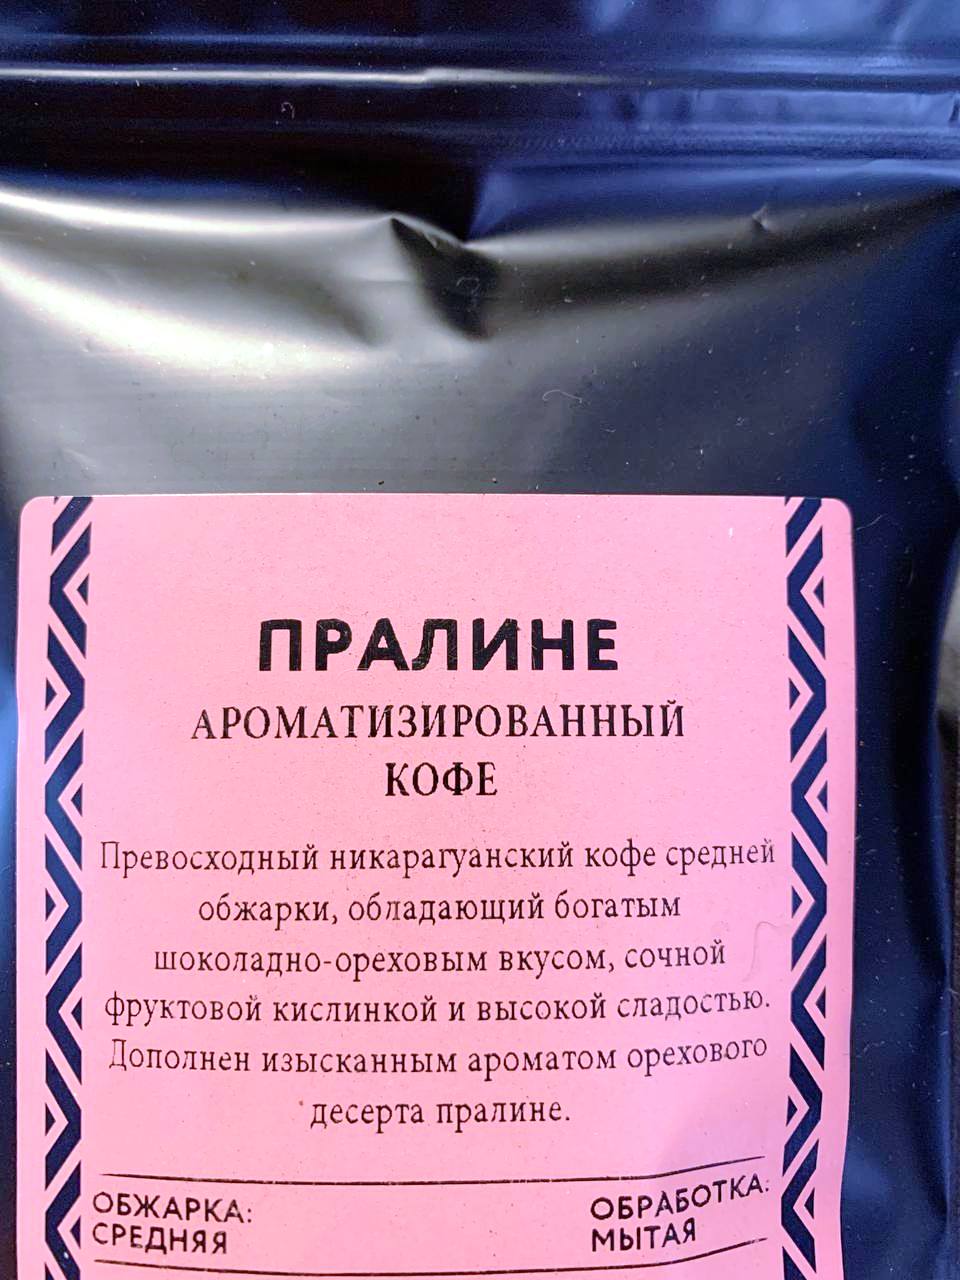 ПРАЛИНЕ
АРОМАТИЗИРОВАННЫЙ
КОФЕ
Превосходный никарагуанский кофе средней
обжарки, обладающий богатым
шоколадно-ореховым вкусом, сочной
фруктовой кислинкой и высокой сладостью.
Дополнен изысканным ароматом орехового
десерта пралине.
ОБЖАРКА: ОБРАБОТКА:
СРЕДНЯЯ МЫТАЯ